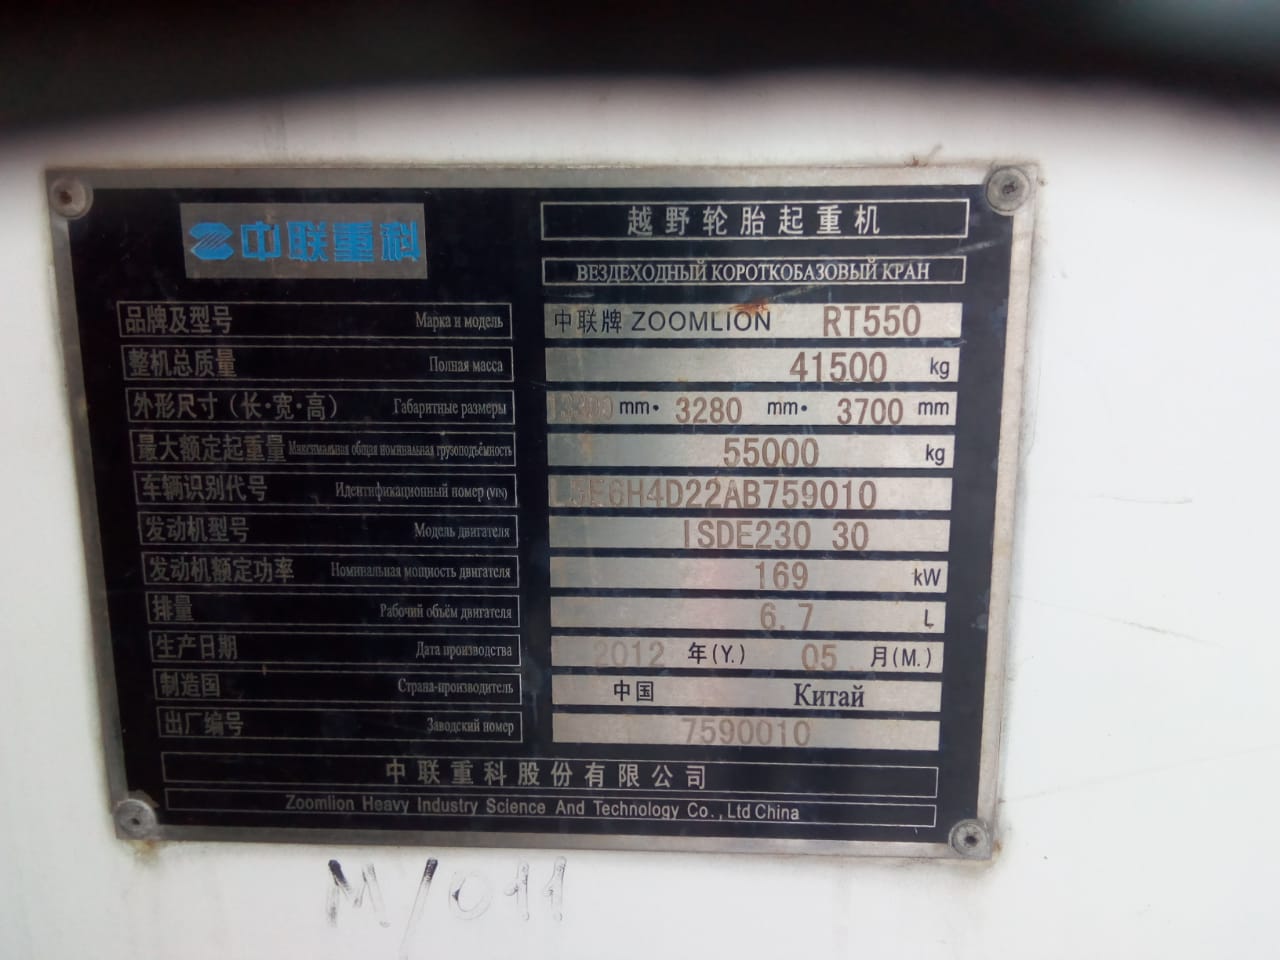 中联重科
越野轮胎起重机
ВЕЗДЕХОДНЫЙ КОРОТКОБАЗОВЫЙ КРАН
品牌及型号 Марка и модель 中联牌 ZOOMLION RT550
整机总质量 Полная масса 41500 kg
外形尺寸（长·宽·高） Габаритные размеры mm· 3280 mm· 3700 mm
最大额定起重量 Максимальная общая номинальная грузоподъёмность 55000 kg
车辆识别代号 Идентификационный номер (VIN) L5E6H4D22AB759010
发动机型号 Модель двигателя ISDE230 30
发动机额定功率 Номинальная мощность двигателя 169 kW
排量 Рабочий объём двигателя 6.7 L
生产日期 Дата производства 2012 年(Y.) 05 月(M.)
制造国 Страна-производитель 中国 Китай
出厂编号 Заводский номер 7590010
中联重科股份有限公司
Zoomlion Heavy Industry Science And Technology Co.,Ltd China
M/011